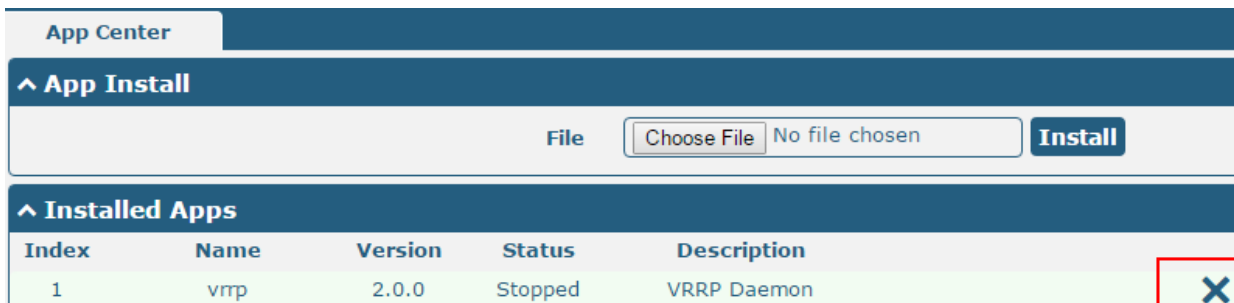 App Center
App Install
File Choose File No file chosen Install
Installed Apps
Index Name Version Status Description
1 vrrp 2.0.0 Stopped VRRP Daemon